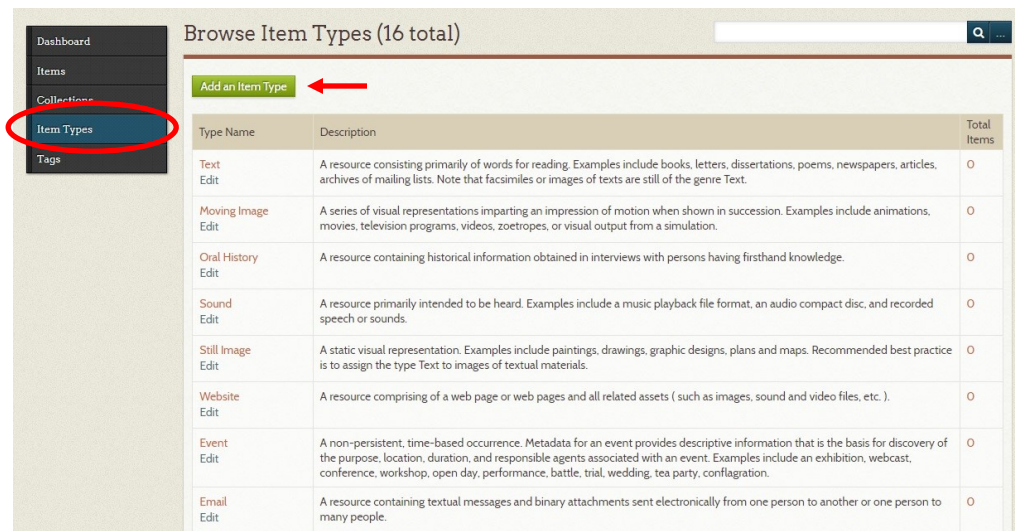 Dashboard
Items
Collections
Item Types
Tags
Browse Item Types (16 total)
...
Add an Item Type
Type Name
Description
Total
Items
Text
Edit
A resource consisting primarily of words for reading. Examples include books, letters, dissertations, poems, newspapers, articles,
archives of mailing lists. Note that facsimiles or images of texts are still of the genre Text.
0
Moving Image
Edit
A series of visual representations imparting an impression of motion when shown in succession. Examples include animations,
movies, television programs, videos, zoetropes, or visual output from a simulation.
0
Oral History
Edit
A resource containing historical information obtained in interviews with persons having firsthand knowledge.
0
Sound
Edit
A resource primarily intended to be heard. Examples include a music playback file format, an audio compact disc, and recorded
speech or sounds.
0
Still Image
Edit
A static visual representation. Examples include paintings, drawings, graphic designs, plans and maps. Recommended best practice
is to assign the type Text to images of textual materials.
0
Website
Edit
A resource comprising of a web page or web pages and all related assets ( such as images, sound and video files, etc. ).
0
Event
Edit
A non-persistent, time-based occurrence. Metadata for an event provides descriptive information that is the basis for discovery of
the purpose, location, duration, and responsible agents associated with an event. Examples include an exhibition, webcast,
conference, workshop, open day, performance, battle, trial, wedding, tea party, conflagration.
0
Email
Edit
A resource containing textual messages and binary attachments sent electronically from one person to another or one person to
many people.
0